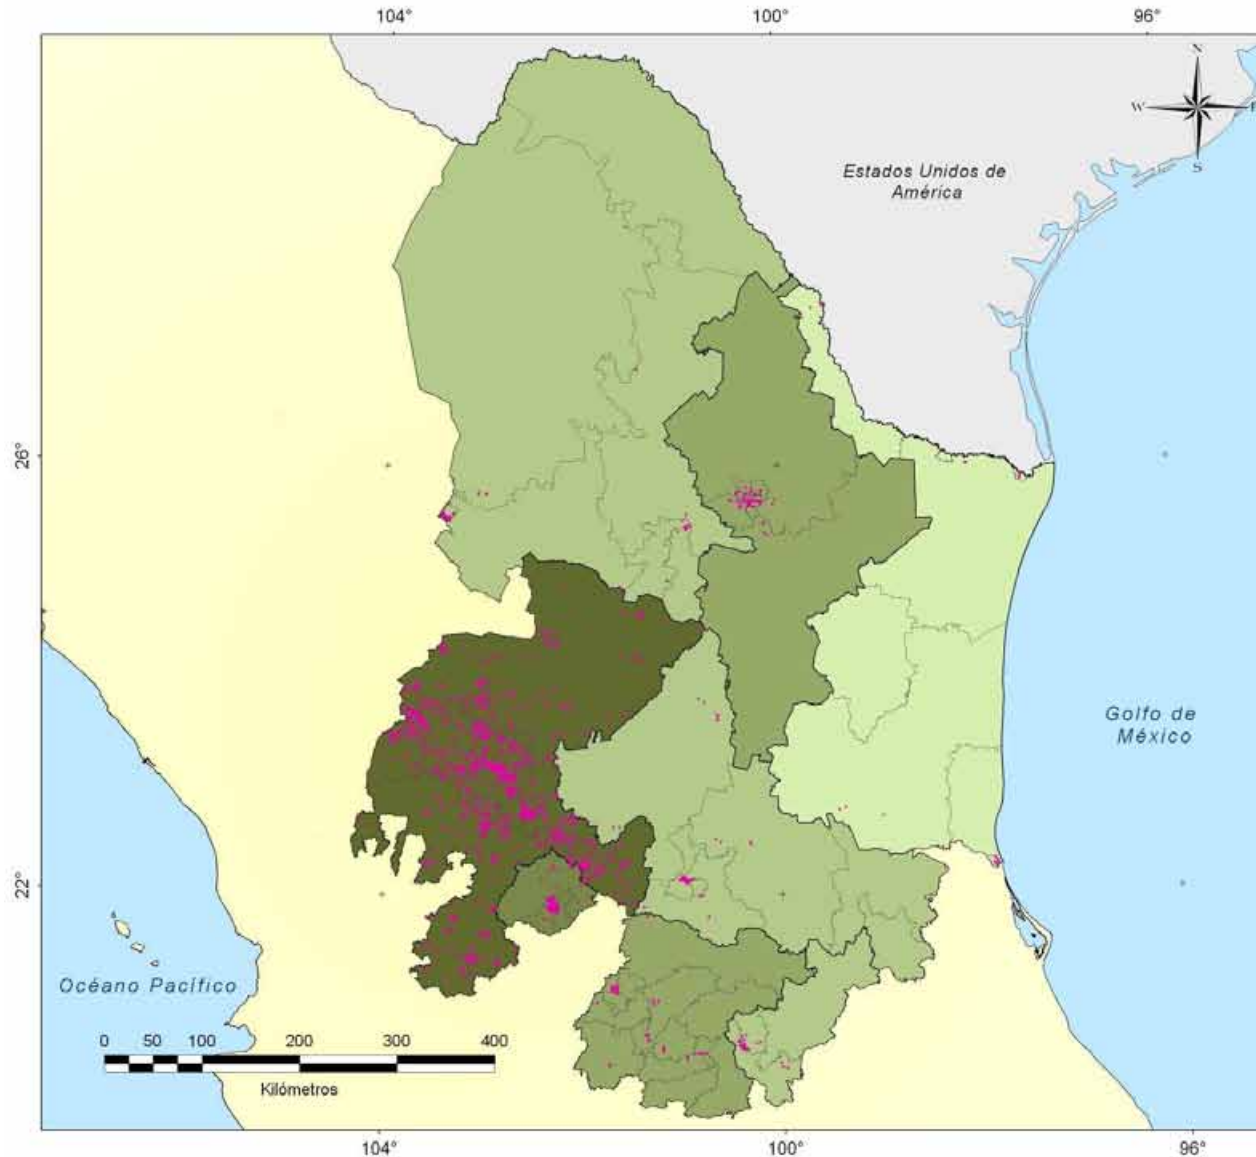 104°
100°
96°
N
W
E
S
Estados Unidos de
América
26°
Golfo de
México
22°
Océano Pacífico
0 50 100 200 300 400
Kilómetros
104°
100°
96°